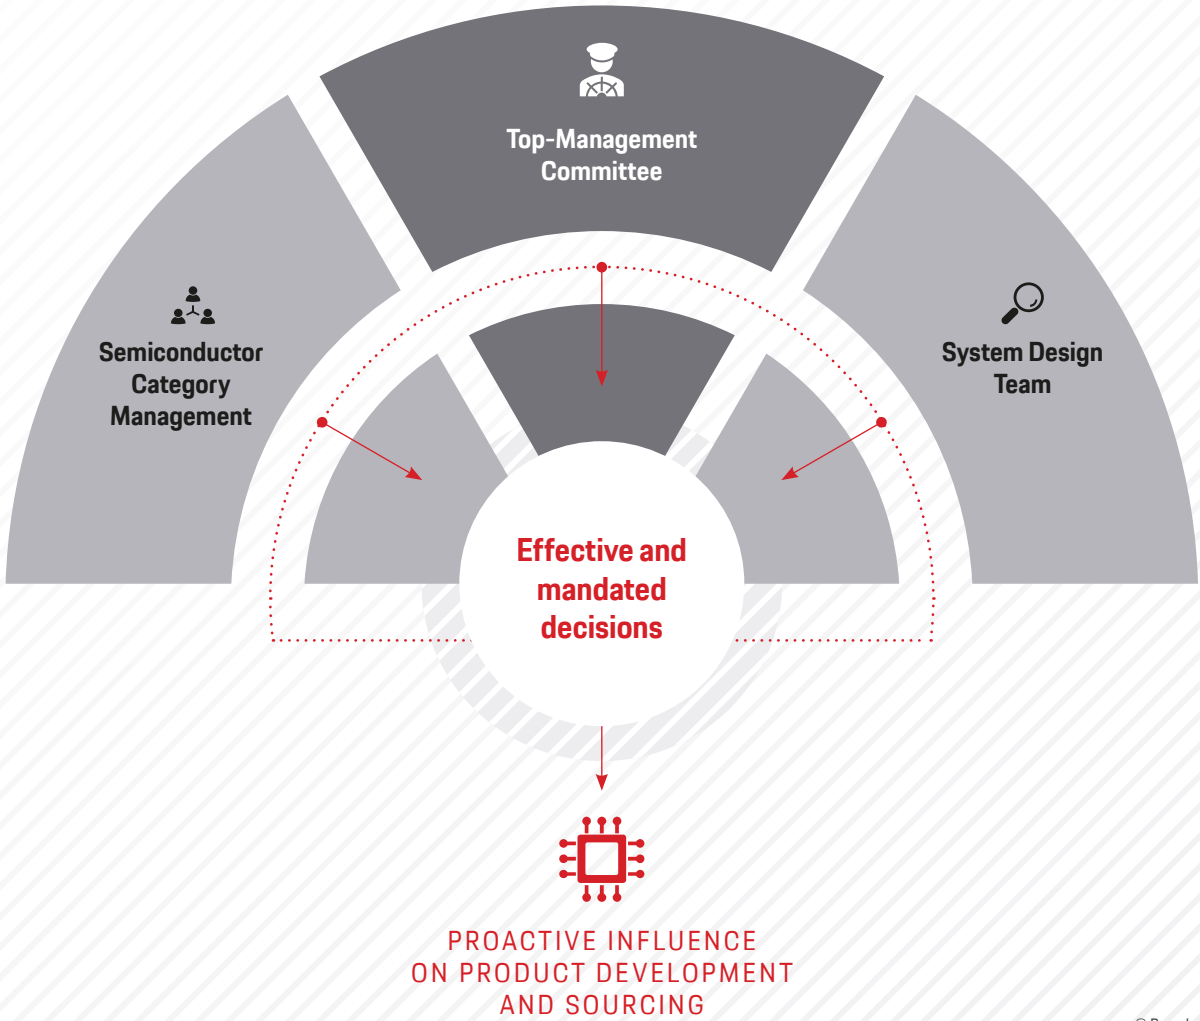 Top-Management
Committee
Semiconductor
Category
Management
System Design
Team
Effective and
mandated
decisions
PROACTIVE INFLUENCE
ON PRODUCT DEVELOPMENT
AND SOURCING